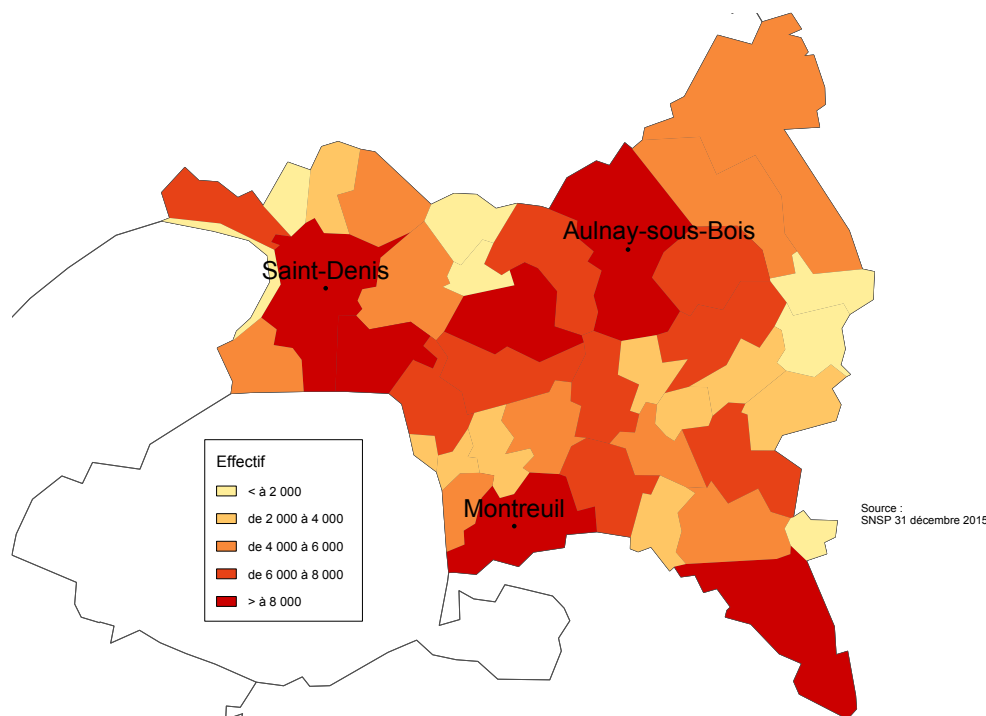 Aulnay-sous-Bois
Saint-Denis
Montreuil
Effectif
< à 2 000
de 2 000 à 4 000
de 4 000 à 6 000
de 6 000 à 8 000
> à 8 000
Source :
SNSP 31 décembre 2015